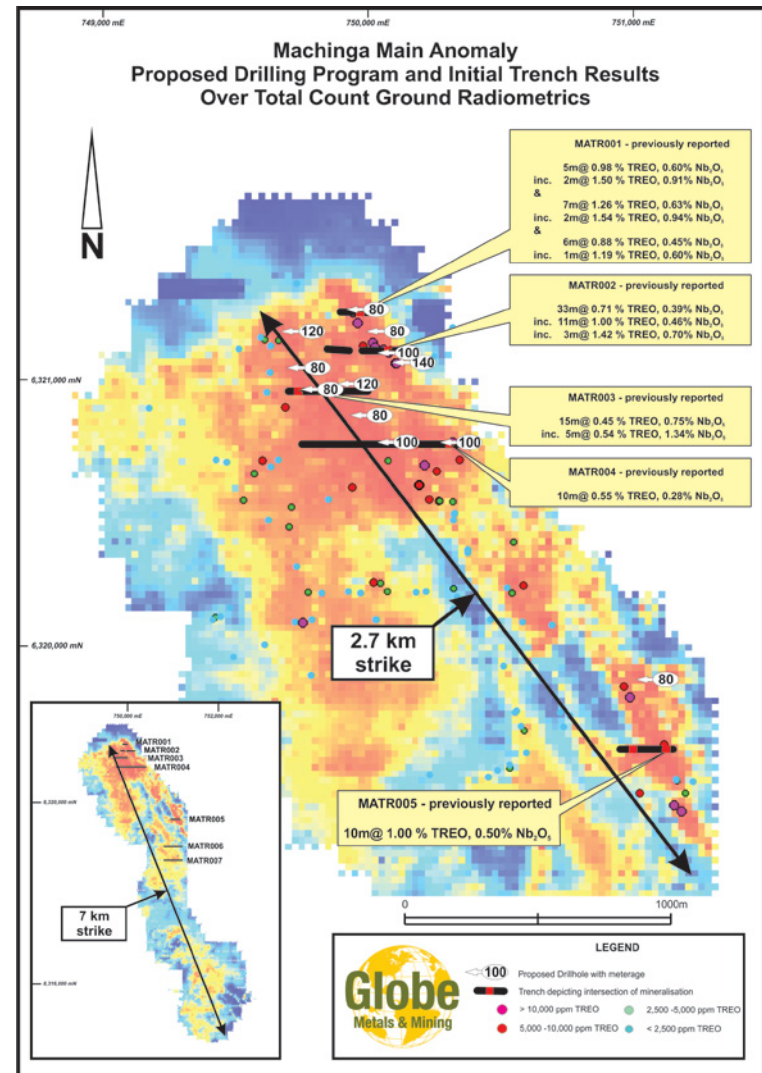 749,000 mE
750,000 mE
751,000 mE
Machinga Main Anomaly
Proposed Drilling Program and Initial Trench Results
Over Total Count Ground Radiometrics
N
MATR001 - previously reported
5m@ 0.98 % TREO, 0.60% Nb₂O₅
inc. 2m@ 1.50 % TREO, 0.91% Nb₂O₅
&
7m@ 1.26 % TREO, 0.63% Nb₂O₅
inc. 2m@ 1.54 % TREO, 0.94% Nb₂O₅
&
6m@ 0.88 % TREO, 0.45% Nb₂O₅
inc. 1m@ 1.19 % TREO, 0.60% Nb₂O₅
MATR002 - previously reported
33m@ 0.71 % TREO, 0.39% Nb₂O₅
inc. 11m@ 1.00 % TREO, 0.46% Nb₂O₅
inc. 3m@ 1.42 % TREO, 0.70% Nb₂O₅
80
120
80
100
140
80
120
80
80
100
100
6,321,000 mN
MATR003 - previously reported
15m@ 0.45 % TREO, 0.75% Nb₂O₅
inc. 5m@ 0.54 % TREO, 1.34% Nb₂O₅
MATR004 - previously reported
10m@ 0.55 % TREO, 0.28% Nb₂O₅
2.7 km
strike
6,320,000 mN
80
MATR005 - previously reported
10m@ 1.00 % TREO, 0.50% Nb₂O₅
0
1000m
752,000 mE
MATR001
MATR002
MATR003
MATR004
MATR005
MATR006
MATR007
7 km
strike
Globe
Metals & Mining
LEGEND
100 Proposed Drillhole with meterage
Trench depicting intersection of mineralisation
> 10,000 ppm TREO
2,500 -5,000 ppm TREO
5,000 -10,000 ppm TREO
< 2,500 ppm TREO